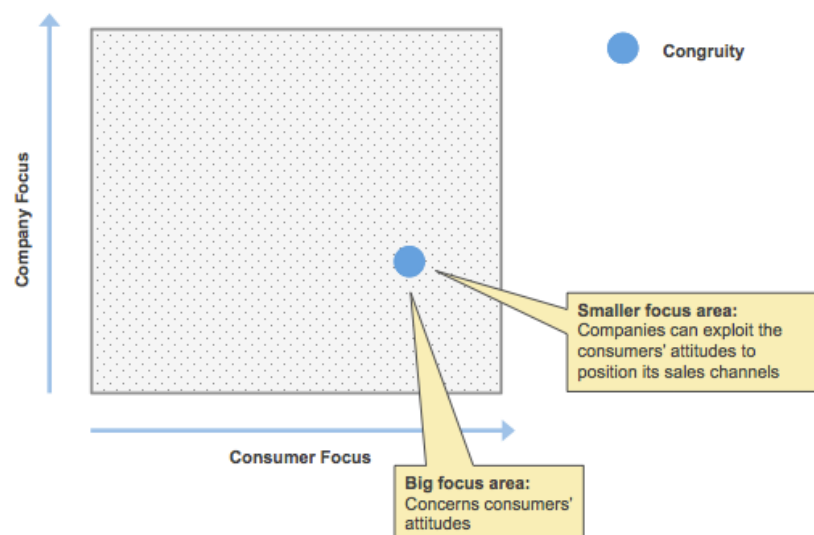 Congruity
Company Focus
Smaller focus area:
Companies can exploit the
consumers' attitudes to
position its sales channels
Consumer Focus
Big focus area:
Concerns consumers'
attitudes